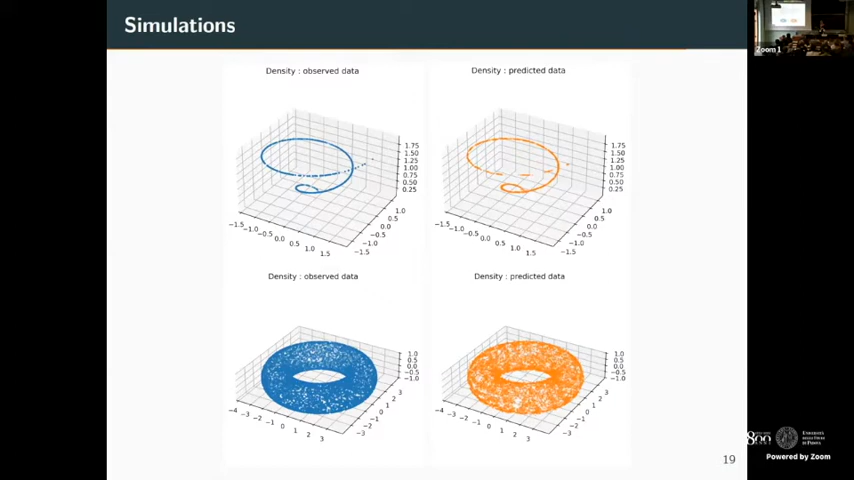 Simulations
Zoom 1
Density : observed data
Density : predicted data
1.75
1.50
1.25
1.00
0.75
0.50
0.25
−1.5 −1.0 −0.5 0.0 0.5 1.0 1.5
−1.5 −1.0 −0.5 0.0 0.5 1.0
1.75
1.50
1.25
1.00
0.75
0.50
0.25
−1.5 −1.0 −0.5 0.0 0.5 1.0 1.5
−1.5 −1.0 −0.5 0.0 0.5 1.0
Density : observed data
Density : predicted data
1.0
0.5
0.0
−0.5
−1.0
−4 −3 −2 −1 0 1 2 3
−3 −2 −1 0 1 2 3
1.0
0.5
0.0
−0.5
−1.0
−4 −3 −2 −1 0 1 2 3
−3 −2 −1 0 1 2 3
19
800
Università
degli Studi
di Padova
Powered by Zoom